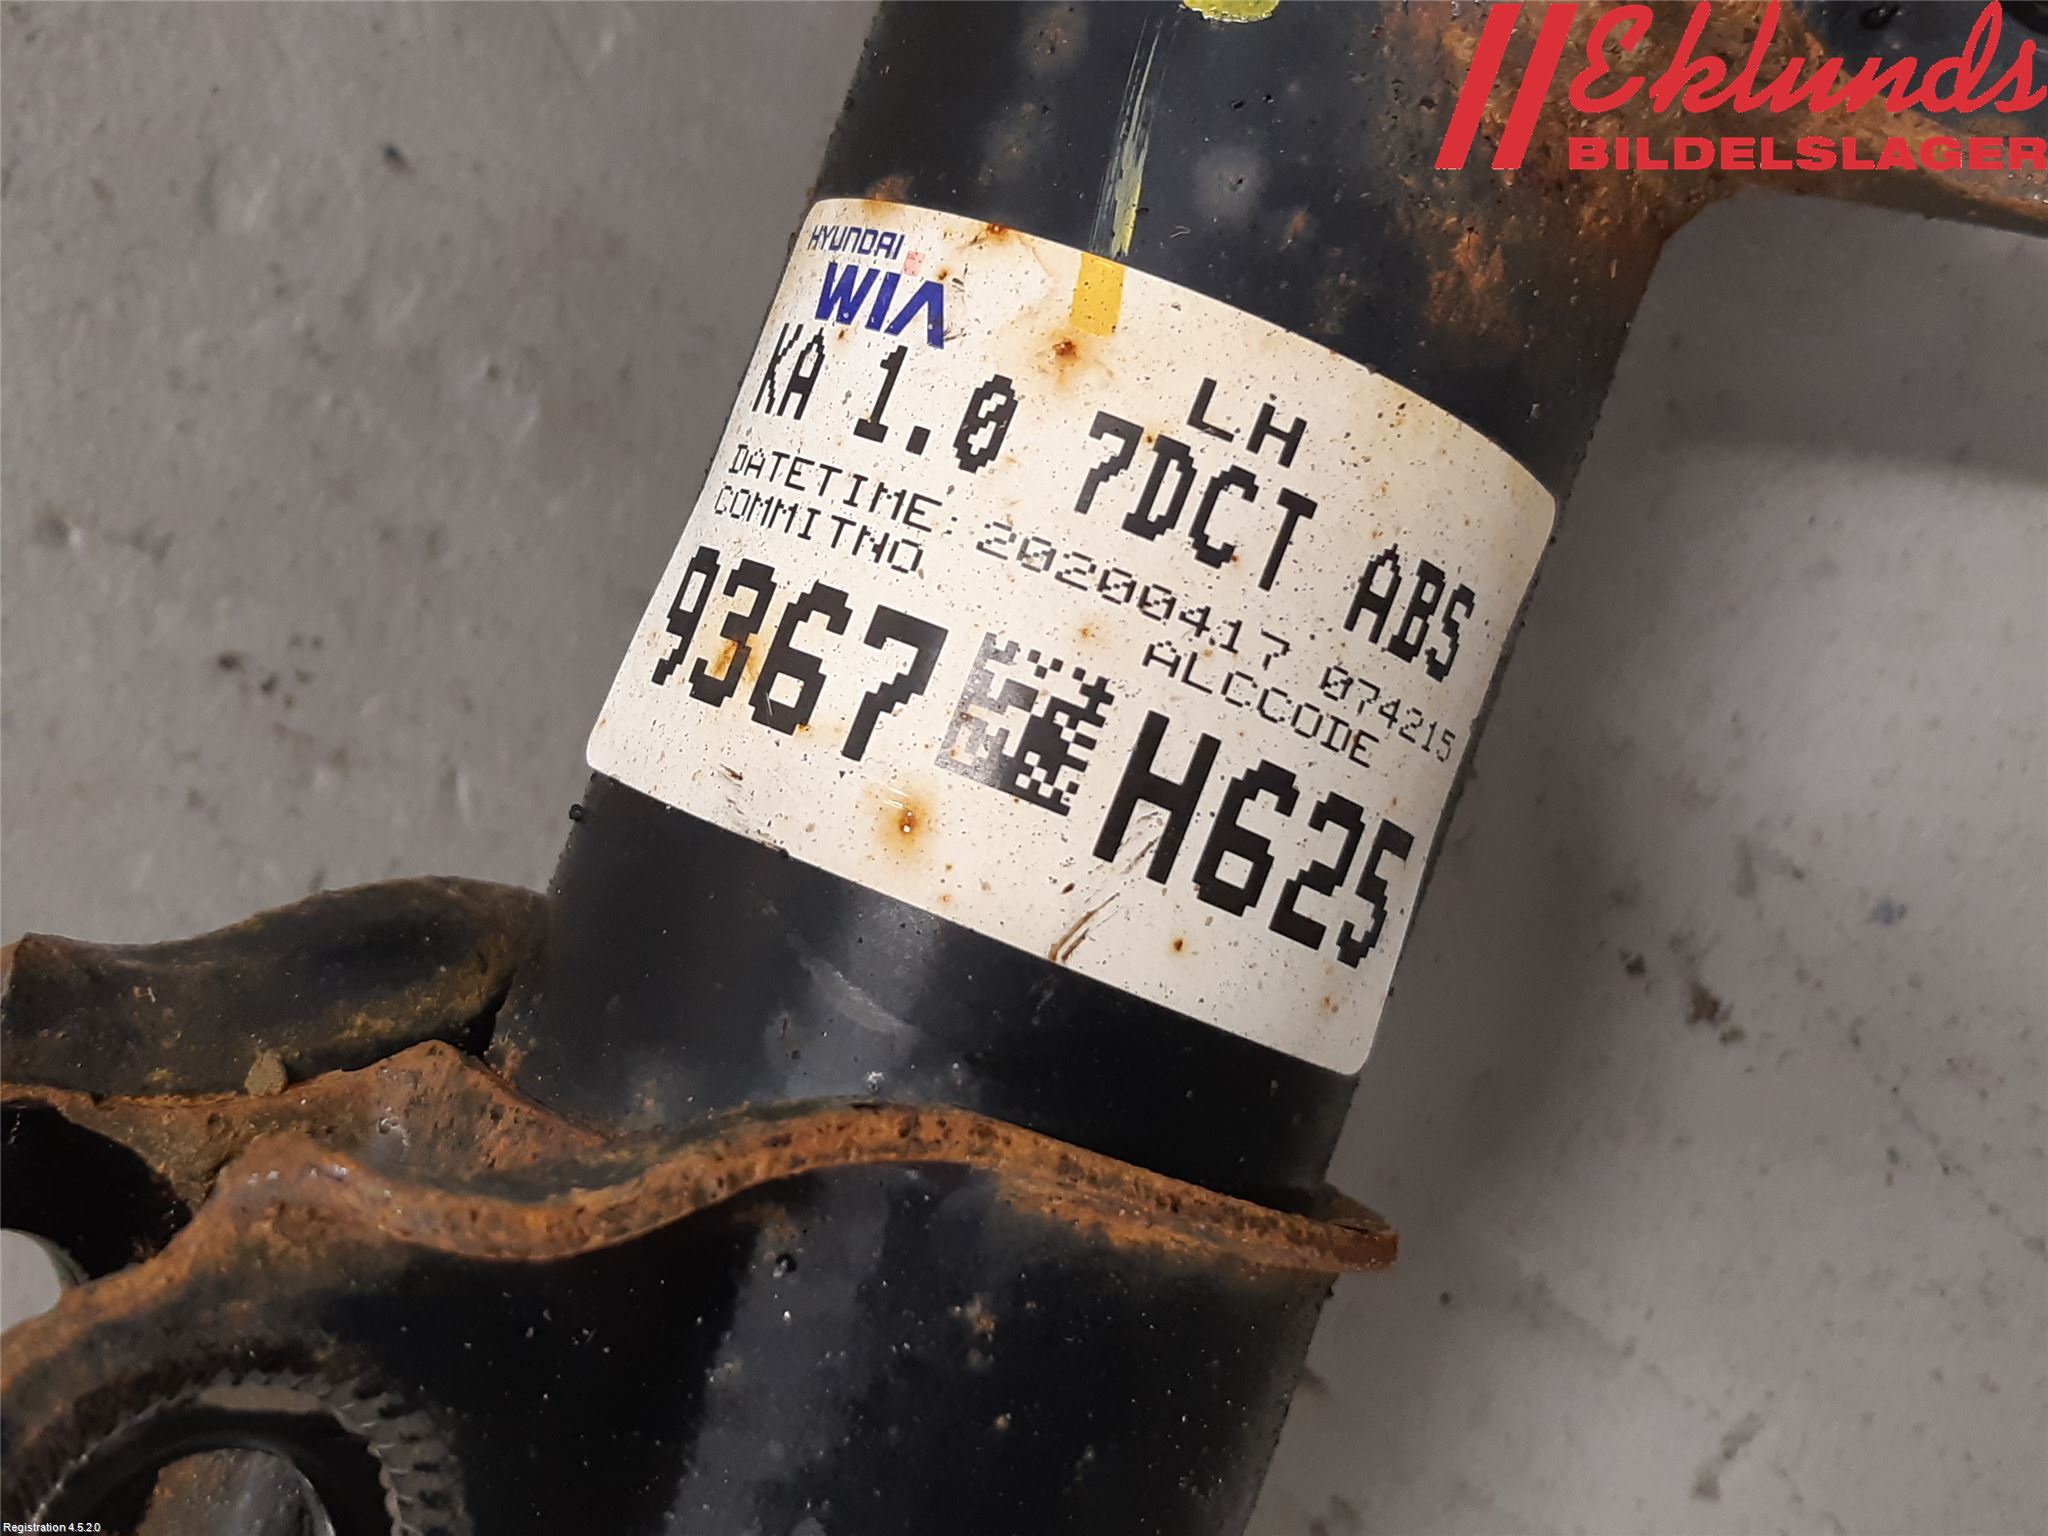 Eklunds
BILDELSLAGER
HYUNDAI
WIA
LH
KA 1.0 7DCT ABS
DATETIME: 20200417 074215
COMMITNO ALCCODE
9367 H625
Registration 4.5.2.0